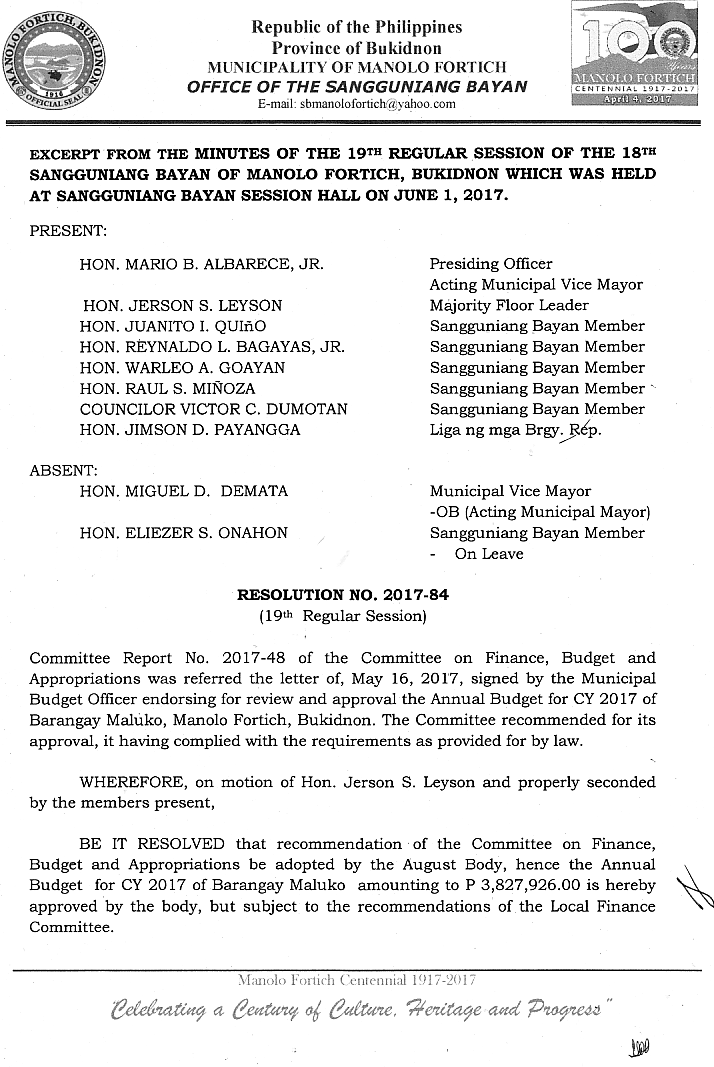 MANOLO FORTICH, BUKIDNON
1916
OFFICIAL SEAL
Republic of the Philippines
Province of Bukidnon
MUNICIPALITY OF MANOLO FORTICH
OFFICE OF THE SANGGUNIANG BAYAN
E-mail: sbmanolofortich@yahoo.com
100
Years
MANOLO FORTICH
CENTENNIAL 1917-2017
April 4, 2017
EXCERPT FROM THE MINUTES OF THE 19TH REGULAR SESSION OF THE 18TH
SANGGUNIANG BAYAN OF MANOLO FORTICH, BUKIDNON WHICH WAS HELD
AT SANGGUNIANG BAYAN SESSION HALL ON JUNE 1, 2017.
PRESENT:
HON. MARIO B. ALBARECE, JR. Presiding Officer
Acting Municipal Vice Mayor
HON. JERSON S. LEYSON Majority Floor Leader
HON. JUANITO I. QUIñO Sangguniang Bayan Member
HON. REYNALDO L. BAGAYAS, JR. Sangguniang Bayan Member
HON. WARLEO A. GOAYAN Sangguniang Bayan Member
HON. RAUL S. MIÑOZA Sangguniang Bayan Member
COUNCILOR VICTOR C. DUMOTAN Sangguniang Bayan Member
HON. JIMSON D. PAYANGGA Liga ng mga Brgy. Rep.
ABSENT:
HON. MIGUEL D. DEMATA Municipal Vice Mayor
-OB (Acting Municipal Mayor)
HON. ELIEZER S. ONAHON Sangguniang Bayan Member
- On Leave
RESOLUTION NO. 2017-84
(19th Regular Session)
Committee Report No. 2017-48 of the Committee on Finance, Budget and
Appropriations was referred the letter of, May 16, 2017, signed by the Municipal
Budget Officer endorsing for review and approval the Annual Budget for CY 2017 of
Barangay Maluko, Manolo Fortich, Bukidnon. The Committee recommended for its
approval, it having complied with the requirements as provided for by law.
WHEREFORE, on motion of Hon. Jerson S. Leyson and properly seconded
by the members present,
BE IT RESOLVED that recommendation of the Committee on Finance,
Budget and Appropriations be adopted by the August Body, hence the Annual
Budget for CY 2017 of Barangay Maluko amounting to P 3,827,926.00 is hereby
approved by the body, but subject to the recommendations of the Local Finance
Committee.
Manolo Fortich Centennial 1917-2017
"Celebrating a Century of Culture, Heritage and Progress"